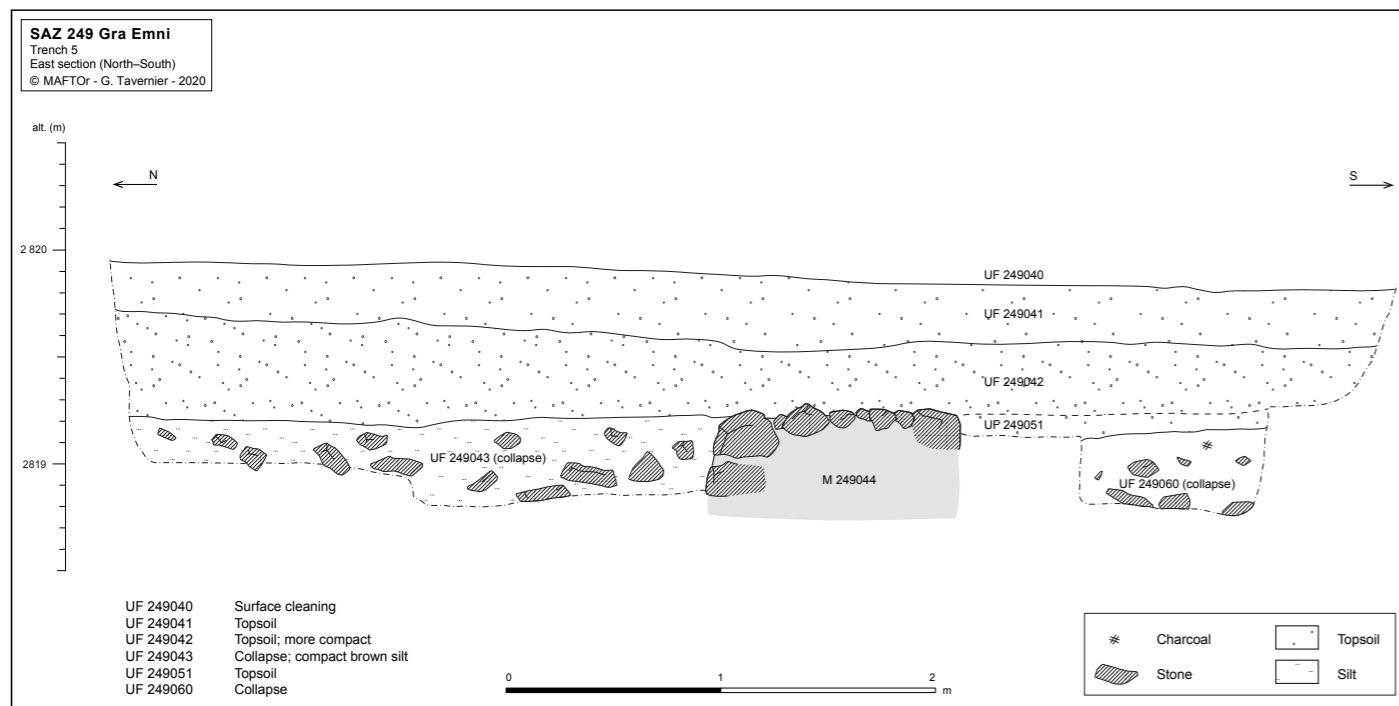 SAZ 249 Gra Emni
Trench 5
East section (North–South)
© MAFTOr - G. Tavernier - 2020
alt. (m)
N
S
2 820
UF 249040
UF 249041
UF 249042
UF 249051
UF 249043 (collapse)
2819
M 249044
UF 249060 (collapse)
UF 249040 Surface cleaning
UF 249041 Topsoil
UF 249042 Topsoil; more compact
UF 249043 Collapse; compact brown silt
UF 249051 Topsoil
UF 249060 Collapse
0 1 2 m
Charcoal Topsoil
Stone Silt